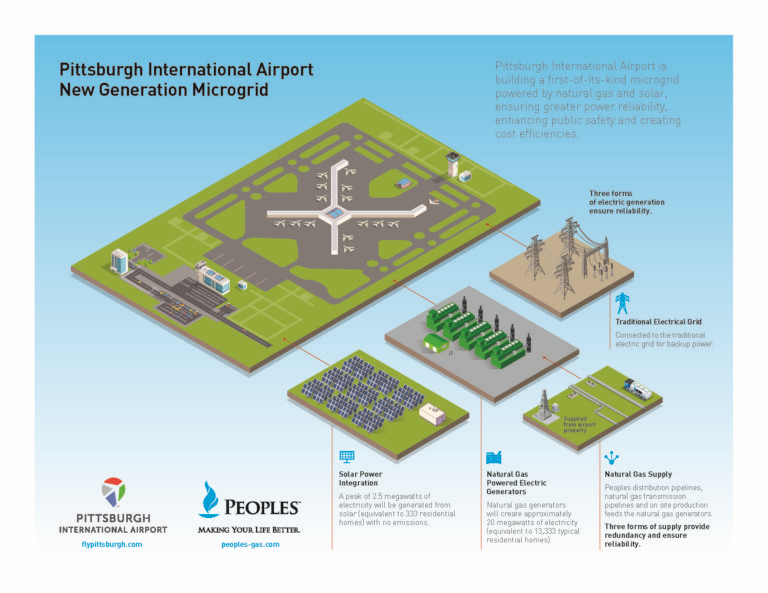 Pittsburgh International Airport
New Generation Microgrid
Pittsburgh International Airport is
building a first-of-its-kind microgrid
powered by natural gas and solar,
ensuring greater power reliability,
enhancing public safety and creating
cost efficiencies.
Three forms
of electric generation
ensure reliability.
Traditional Electrical Grid
Connected to the traditional
electric grid for backup power.
Supplied
from airport
property
Solar Power
Integration
A peak of 2.5 megawatts of
electricity will be generated from
solar (equivalent to 333 residential
homes) with no emissions.
Natural Gas
Powered Electric
Generators
Natural gas generators
will create approximately
20 megawatts of electricity
(equivalent to 13,333 typical
residential homes).
Natural Gas Supply
Peoples distribution pipelines,
natural gas transmission
pipelines and on site production
feeds the natural gas generators.
Three forms of supply provide
redundancy and ensure
reliability.
PITTSBURGH
INTERNATIONAL AIRPORT
flypittsburgh.com
PEOPLES™
MAKING YOUR LIFE BETTER.
peoples-gas.com